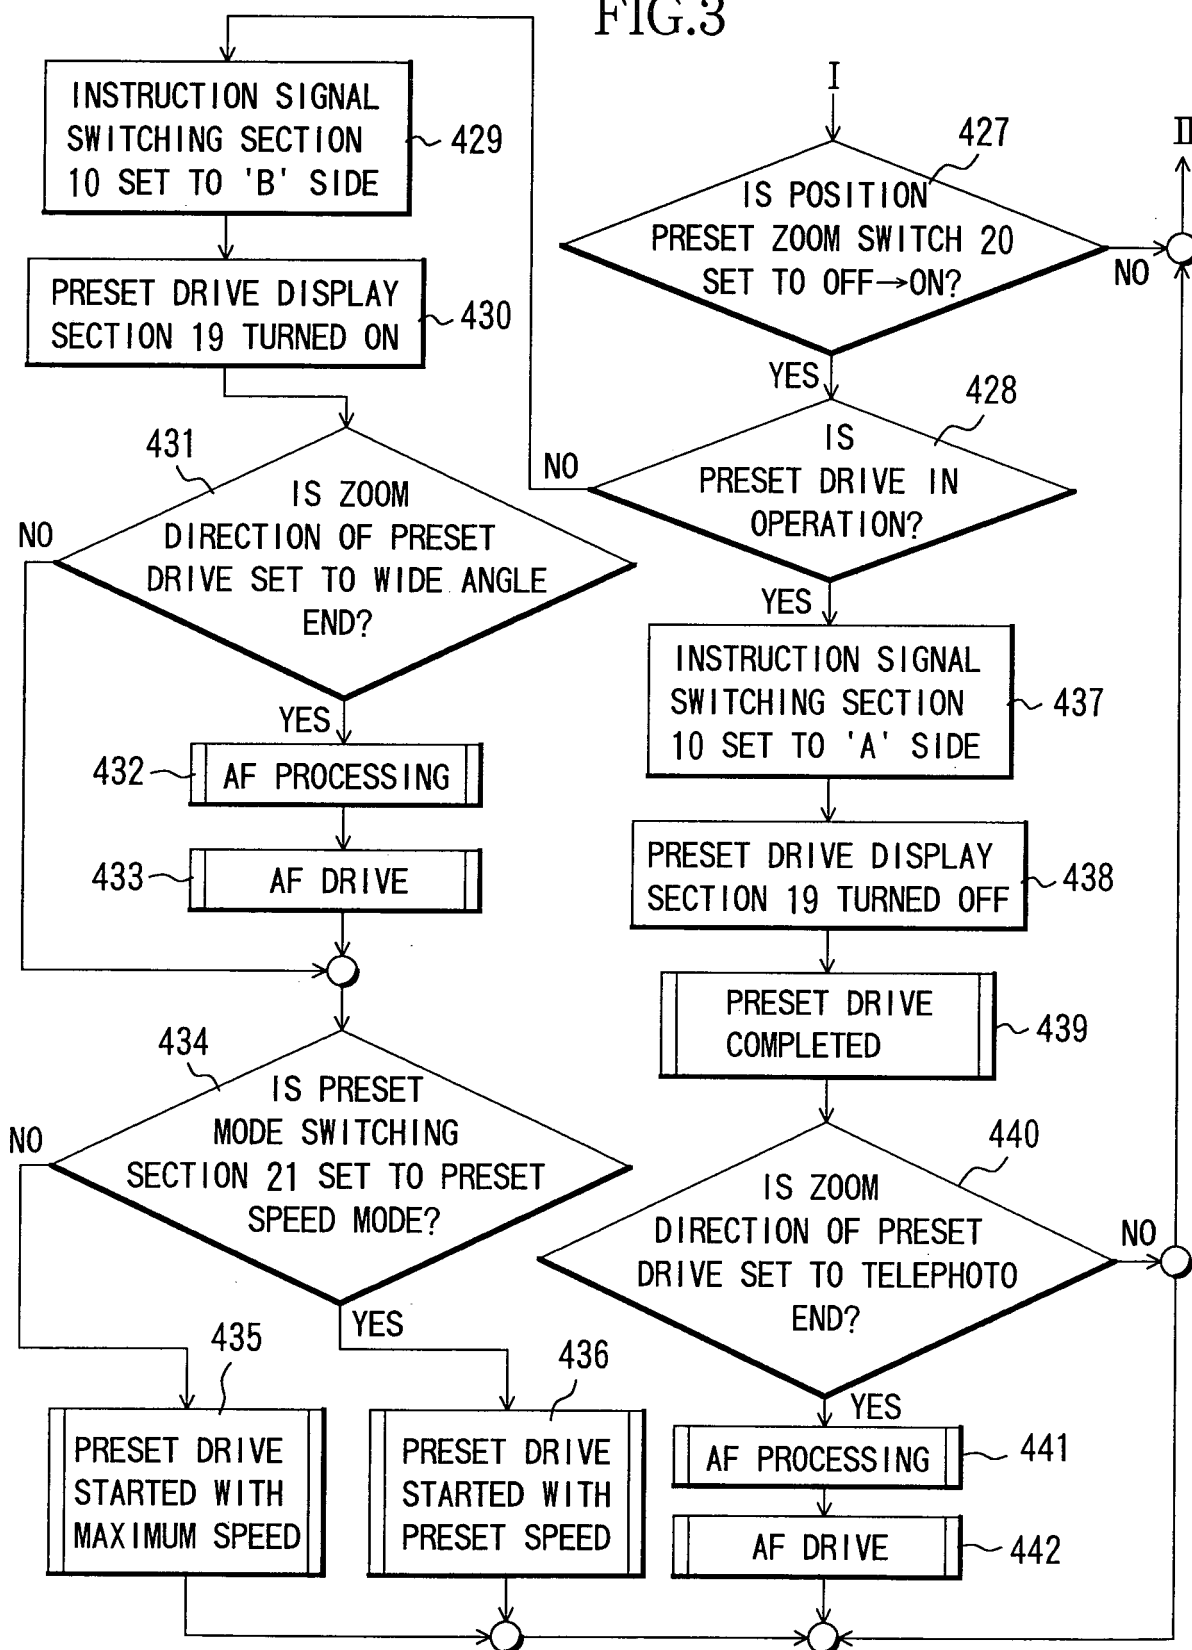 FIG.3
I
II
INSTRUCTION SIGNAL
SWITCHING SECTION
10 SET TO 'B' SIDE
429
PRESET DRIVE DISPLAY
SECTION 19 TURNED ON
430
431
IS ZOOM
DIRECTION OF PRESET
DRIVE SET TO WIDE ANGLE
END?
NO
YES
432
AF PROCESSING
433
AF DRIVE
434
IS PRESET
MODE SWITCHING
SECTION 21 SET TO PRESET
SPEED MODE?
NO
YES
435
PRESET DRIVE
STARTED WITH
MAXIMUM SPEED
436
PRESET DRIVE
STARTED WITH
PRESET SPEED
427
IS POSITION
PRESET ZOOM SWITCH 20
SET TO OFF→ON?
NO
YES
428
IS
PRESET DRIVE IN
OPERATION?
NO
YES
INSTRUCTION SIGNAL
SWITCHING SECTION
10 SET TO 'A' SIDE
437
PRESET DRIVE DISPLAY
SECTION 19 TURNED OFF
438
PRESET DRIVE
COMPLETED
439
440
IS ZOOM
DIRECTION OF PRESET
DRIVE SET TO TELEPHOTO
END?
NO
YES
AF PROCESSING
441
AF DRIVE
442